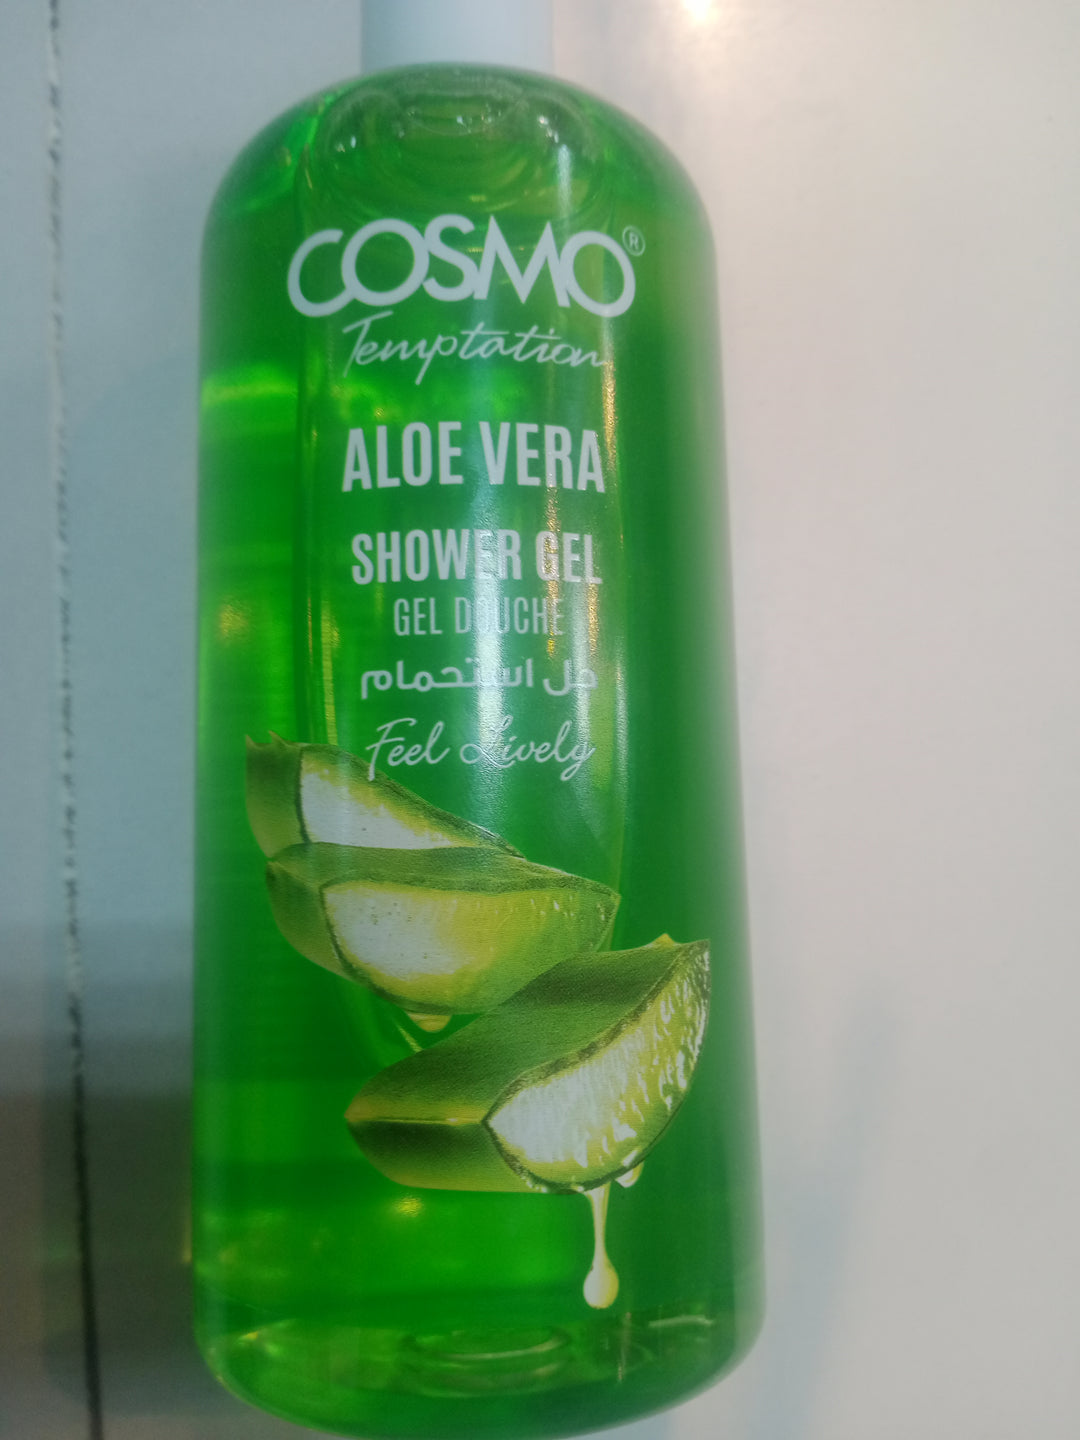 COSMO®
Temptation
ALOE VERA
SHOWER GEL
GEL DOUCHE
جل استحمام
Feel Lively